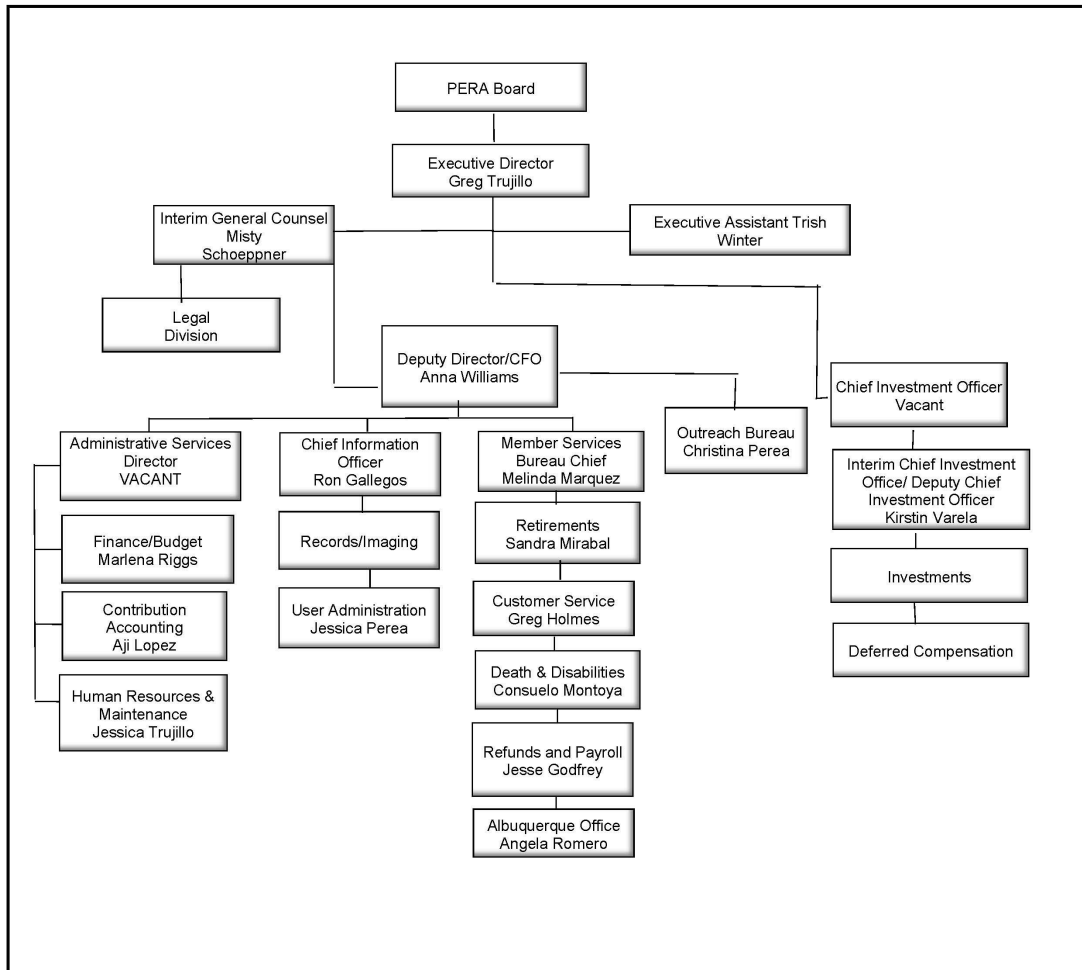 PERA Board
Executive Director
Greg Trujillo
Interim General Counsel
Misty
Schoeppner
Executive Assistant Trish
Winter
Legal
Division
Deputy Director/CFO
Anna Williams
Chief Investment Officer
Vacant
Outreach Bureau
Christina Perea
Administrative Services
Director
VACANT
Finance/Budget
Marlena Riggs
Contribution
Accounting
Aji Lopez
Human Resources &
Maintenance
Jessica Trujillo
Chief Information
Officer
Ron Gallegos
Records/Imaging
User Administration
Jessica Perea
Member Services
Bureau Chief
Melinda Marquez
Retirements
Sandra Mirabal
Customer Service
Greg Holmes
Death & Disabilities
Consuelo Montoya
Refunds and Payroll
Jesse Godfrey
Albuquerque Office
Angela Romero
Interim Chief Investment
Office/ Deputy Chief
Investment Officer
Kirstin Varela
Investments
Deferred Compensation